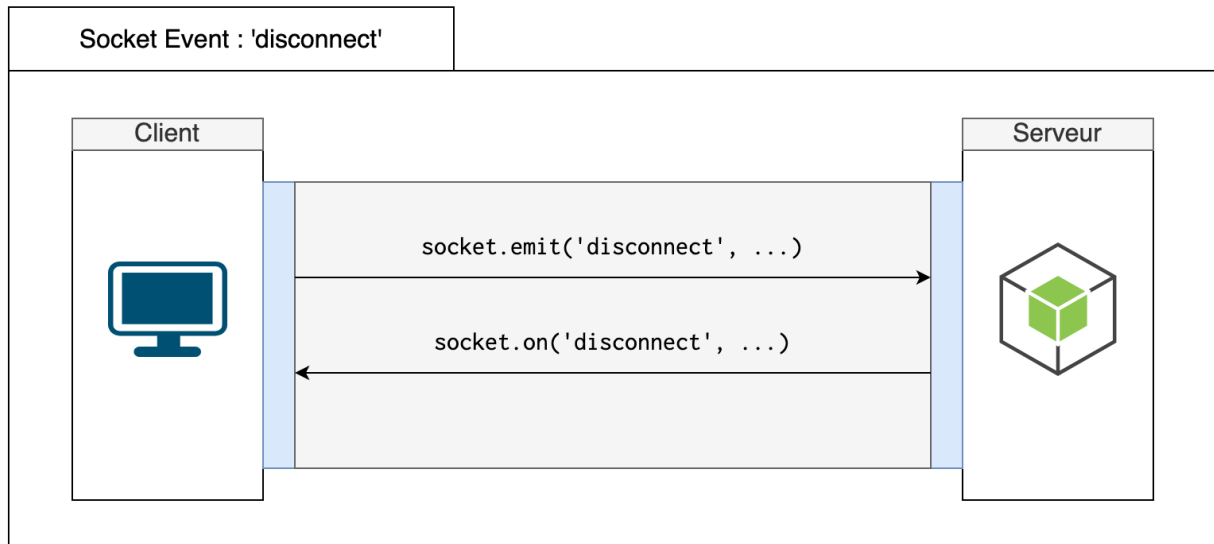 Socket Event : 'disconnect'
Client
Serveur
socket.emit('disconnect', ...)
socket.on('disconnect', ...)